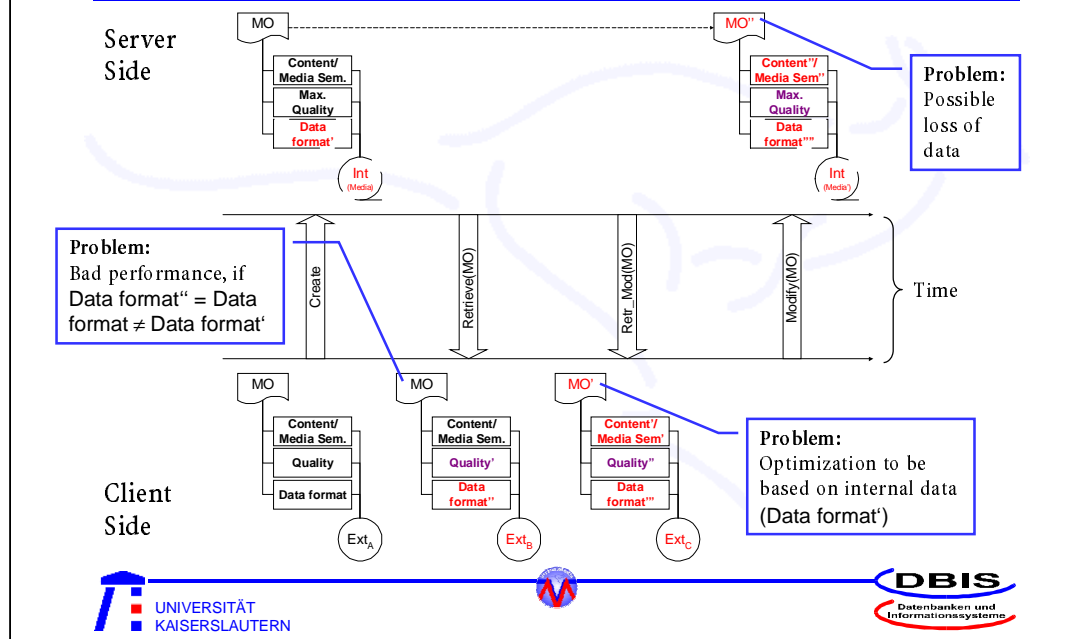 Server
Side
MO
Content/
Media Sem.
Max.
Quality
Data
format'
Int
(Media)
MO''
Content''/
Media Sem''
Max.
Quality
Data
format''''
Int
(Media')
Problem:
Possible
loss of
data
Problem:
Bad performance, if
Data format“ = Data
format ≠ Data format‘
Create
Retrieve(MO)
Retr_Mod(MO)
Modify(MO)
Time
Client
Side
MO
Content/
Media Sem.
Quality
Data format
ExtA
MO
Content/
Media Sem.
Quality'
Data
format''
ExtB
MO'
Content'/
Media Sem'
Quality''
Data
format'''
ExtC
Problem:
Optimization to be
based on internal data
(Data format‘)
UNIVERSITÄT
KAISERSLAUTERN
DBIS
Datenbanken und
Informationssysteme